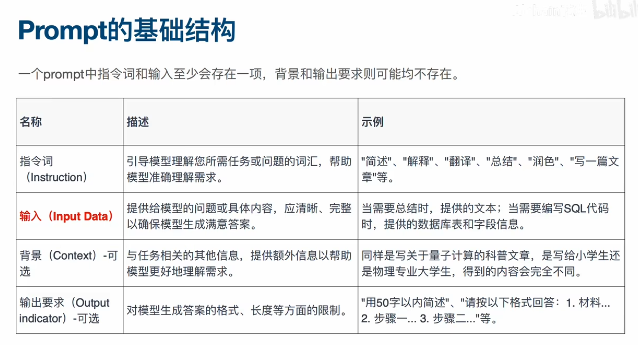 Prompt的基础结构
一个prompt中指令词和输入至少会存在一项，背景和输出要求则可能均不存在。
名称
描述
示例
指令词
（Instruction）
引导模型理解您所需任务或问题的词汇，帮助
模型准确理解需求。
"简述"、"解释"、"翻译"、"总结"、"润色"、"写一篇文
章"等。
输入（Input Data）
提供给模型的问题或具体内容，应清晰、完整
以确保模型生成满意答案。
当需要总结时，提供的文本；当需要编写SQL代码
时，提供的数据库表和字段信息。
背景（Context）-可
选
与任务相关的其他信息，提供额外信息以帮助
模型更好地理解需求。
同样是写关于量子计算的科普文章，是写给小学生还
是物理专业大学生，得到的内容会完全不同。
输出要求（Output
indicator）-可选
对模型生成答案的格式、长度等方面的限制。
"用50字以内简述"、"请按以下格式回答：1. 材料...
2. 步骤一... 3. 步骤二..."等。